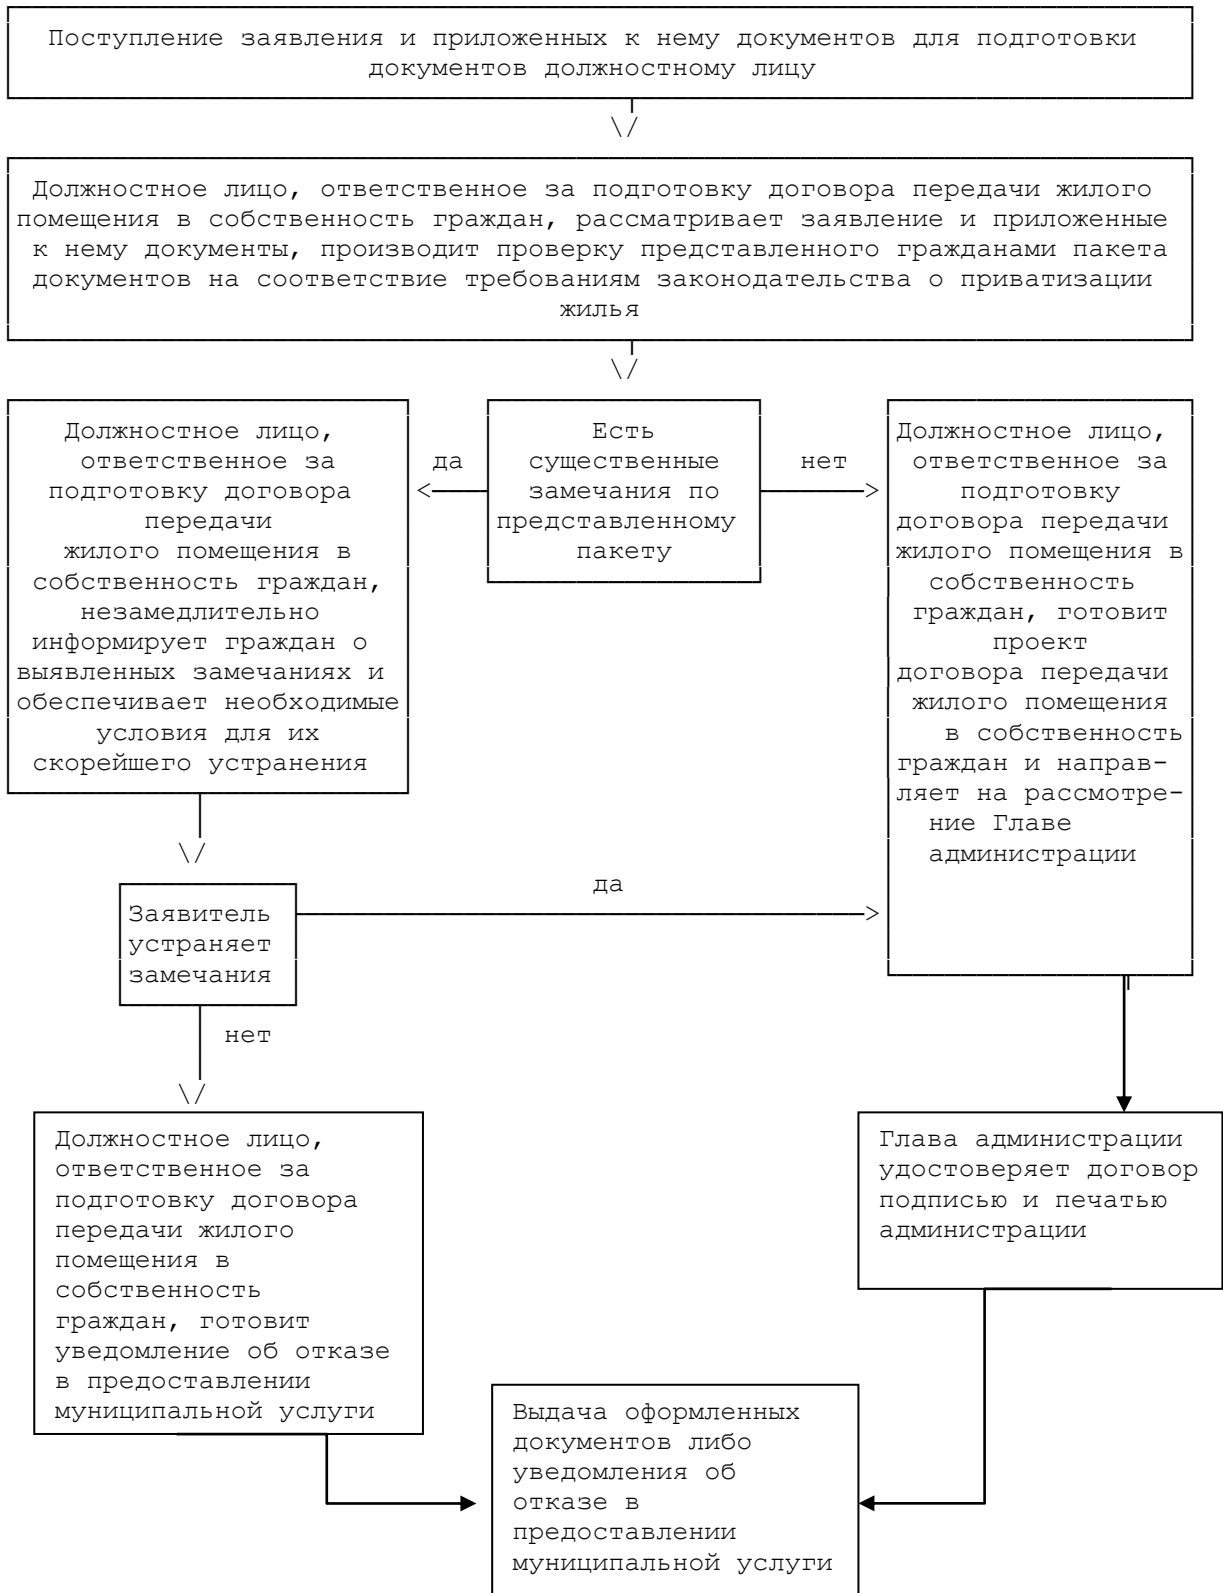 Поступление заявления и приложенных к нему документов для подготовки
документов должностному лицу
\/
Должностное лицо, ответственное за подготовку договора передачи жилого
помещения в собственность граждан, рассматривает заявление и приложенные
к нему документы, производит проверку представленного гражданами пакета
документов на соответствие требованиям законодательства о приватизации
жилья
\/
Должностное лицо,
ответственное за
подготовку договора
передачи
жилого помещения в
собственность граждан,
незамедлительно
информирует граждан о
выявленных замечаниях и
обеспечивает необходимые
условия для их
скорейшего устранения
да
<
Есть
существенные
замечания по
представленному
пакету
нет
>
Должностное лицо,
ответственное за
подготовку
договора передачи
жилого помещения в
собственность
граждан, готовит
проект
договора передачи
жилого помещения
в собственность
граждан и направ-
ляет на рассмотре-
ние Главе
администрации
\/
Заявитель
устраняет
замечания
да
>
нет
\/
Должностное лицо,
ответственное за
подготовку договора
передачи жилого
помещения в
собственность
граждан, готовит
уведомление об отказе
в предоставлении
муниципальной услуги
Глава администрации
удостоверяет договор
подписью и печатью
администрации
Выдача оформленных
документов либо
уведомления об
отказе в
предоставлении
муниципальной услуги